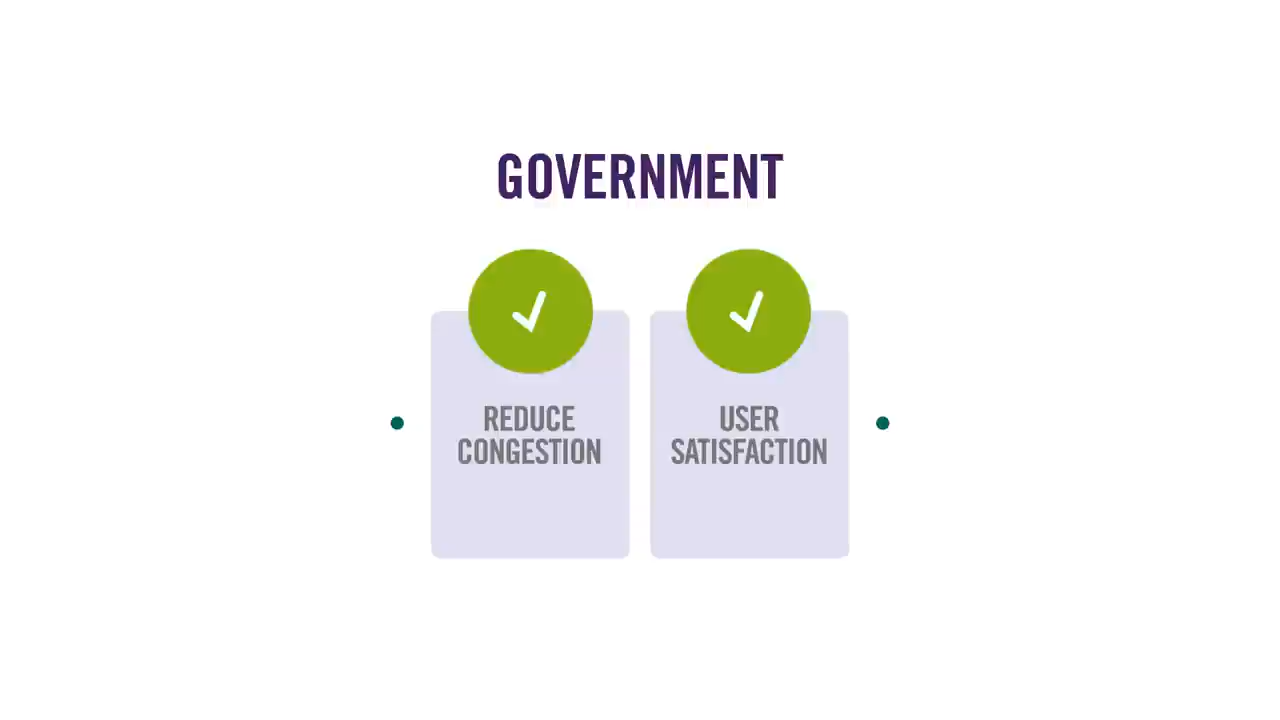 GOVERNMENT
REDUCE
CONGESTION
USER
SATISFACTION